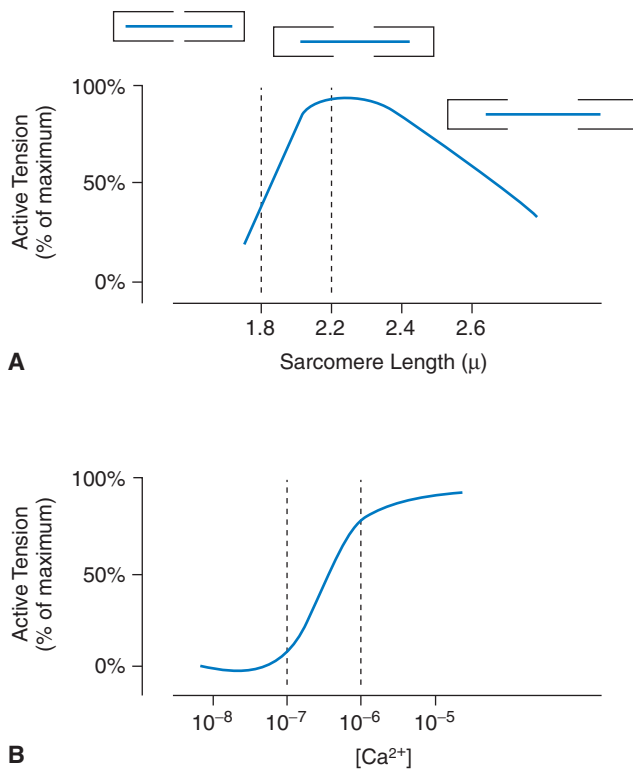 100%
50%
0%
Active Tension
(% of maximum)
1.8
2.2
2.4
2.6
A
Sarcomere Length (μ)
100%
50%
0%
Active Tension
(% of maximum)
10⁻⁸
10⁻⁷
10⁻⁶
10⁻⁵
B
[Ca²⁺]